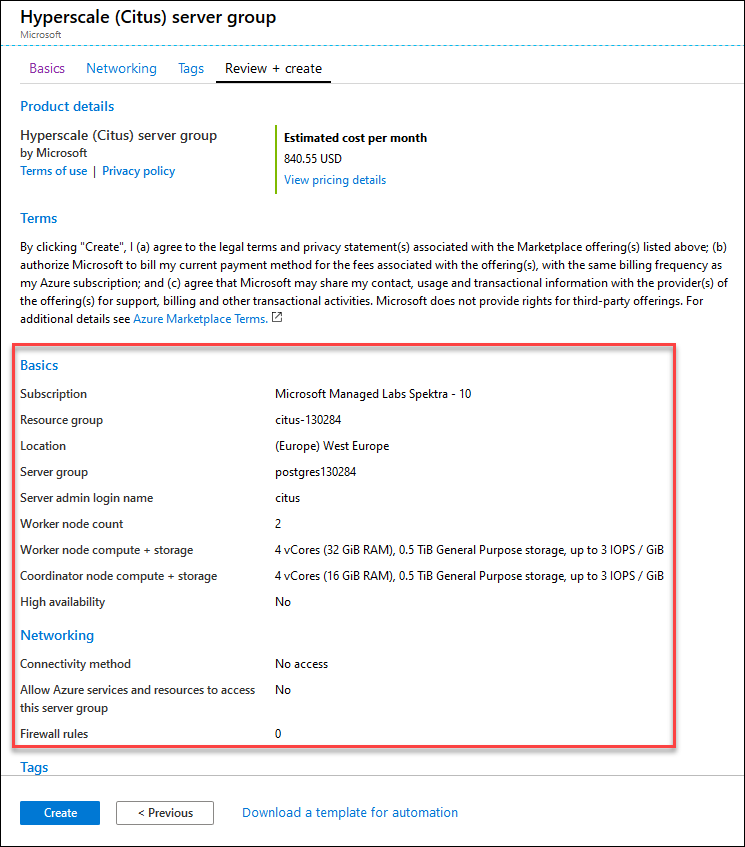 Hyperscale (Citus) server group
Microsoft
Basics Networking Tags Review + create
Product details
Hyperscale (Citus) server group
by Microsoft
Terms of use | Privacy policy
Estimated cost per month
840.55 USD
View pricing details
Terms
By clicking "Create", I (a) agree to the legal terms and privacy statement(s) associated with the Marketplace offering(s) listed above; (b)
authorize Microsoft to bill my current payment method for the fees associated with the offering(s), with the same billing frequency as
my Azure subscription; and (c) agree that Microsoft may share my contact, usage and transactional information with the provider(s) of
the offering(s) for support, billing and other transactional activities. Microsoft does not provide rights for third-party offerings. For
additional details see Azure Marketplace Terms.
Basics
Subscription Microsoft Managed Labs Spektra - 10
Resource group citus-130284
Location (Europe) West Europe
Server group postgres130284
Server admin login name citus
Worker node count 2
Worker node compute + storage 4 vCores (32 GiB RAM), 0.5 TiB General Purpose storage, up to 3 IOPS / GiB
Coordinator node compute + storage 4 vCores (16 GiB RAM), 0.5 TiB General Purpose storage, up to 3 IOPS / GiB
High availability No
Networking
Connectivity method No access
Allow Azure services and resources to access No
this server group
Firewall rules 0
Tags
Create < Previous Download a template for automation